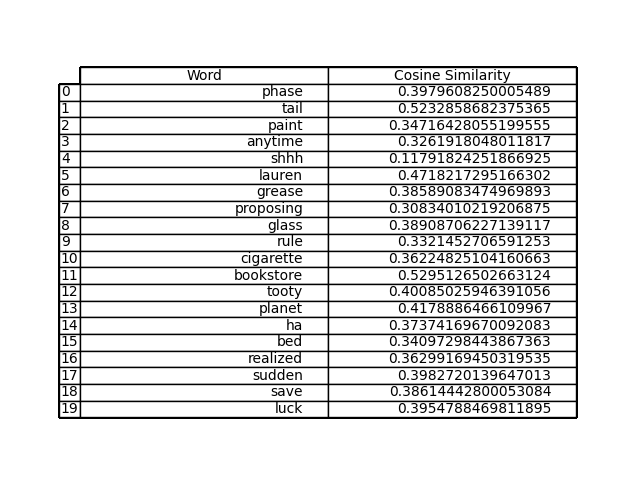 Word Cosine Similarity
0 phase 0.3979608250005489
1 tail 0.5232858682375365
2 paint 0.34716428055199555
3 anytime 0.3261918048011817
4 shhh 0.11791824251866925
5 lauren 0.4718217295166302
6 grease 0.38589083474969893
7 proposing 0.30834010219206875
8 glass 0.38908706227139117
9 rule 0.3321452706591253
10 cigarette 0.36224825104160663
11 bookstore 0.5295126502663124
12 tooty 0.40085025946391056
13 planet 0.4178886466109967
14 ha 0.37374169670092083
15 bed 0.34097298443867363
16 realized 0.36299169450319535
17 sudden 0.3982720139647013
18 save 0.38614442800053084
19 luck 0.3954788469811895